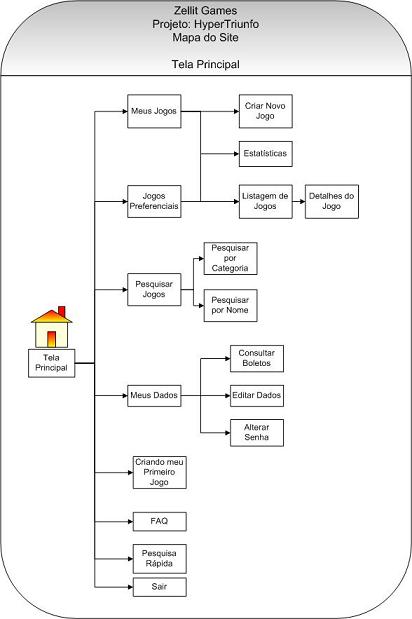 Zellit Games
Projeto: HyperTriunfo
Mapa do Site
Tela Principal
Meus Jogos
Criar Novo
Jogo
Estatísticas
Jogos
Preferenciais
Listagem de
Jogos
Detalhes do
Jogo
Pesquisar
Jogos
Pesquisar
por
Categoria
Pesquisar
por Nome
Tela
Principal
Meus Dados
Consultar
Boletos
Editar Dados
Alterar
Senha
Criando meu
Primeiro
Jogo
FAQ
Pesquisa
Rápida
Sair